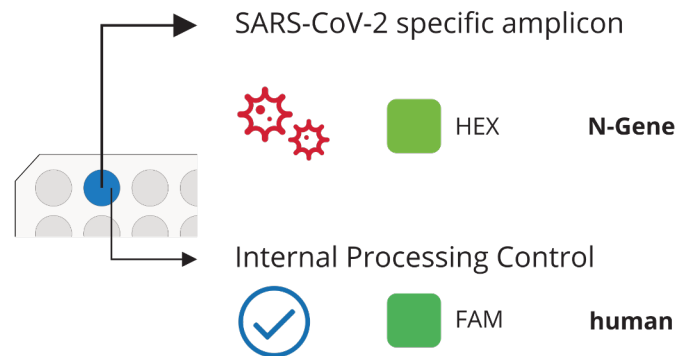 SARS-CoV-2 specific amplicon
HEX N-Gene
Internal Processing Control
FAM human